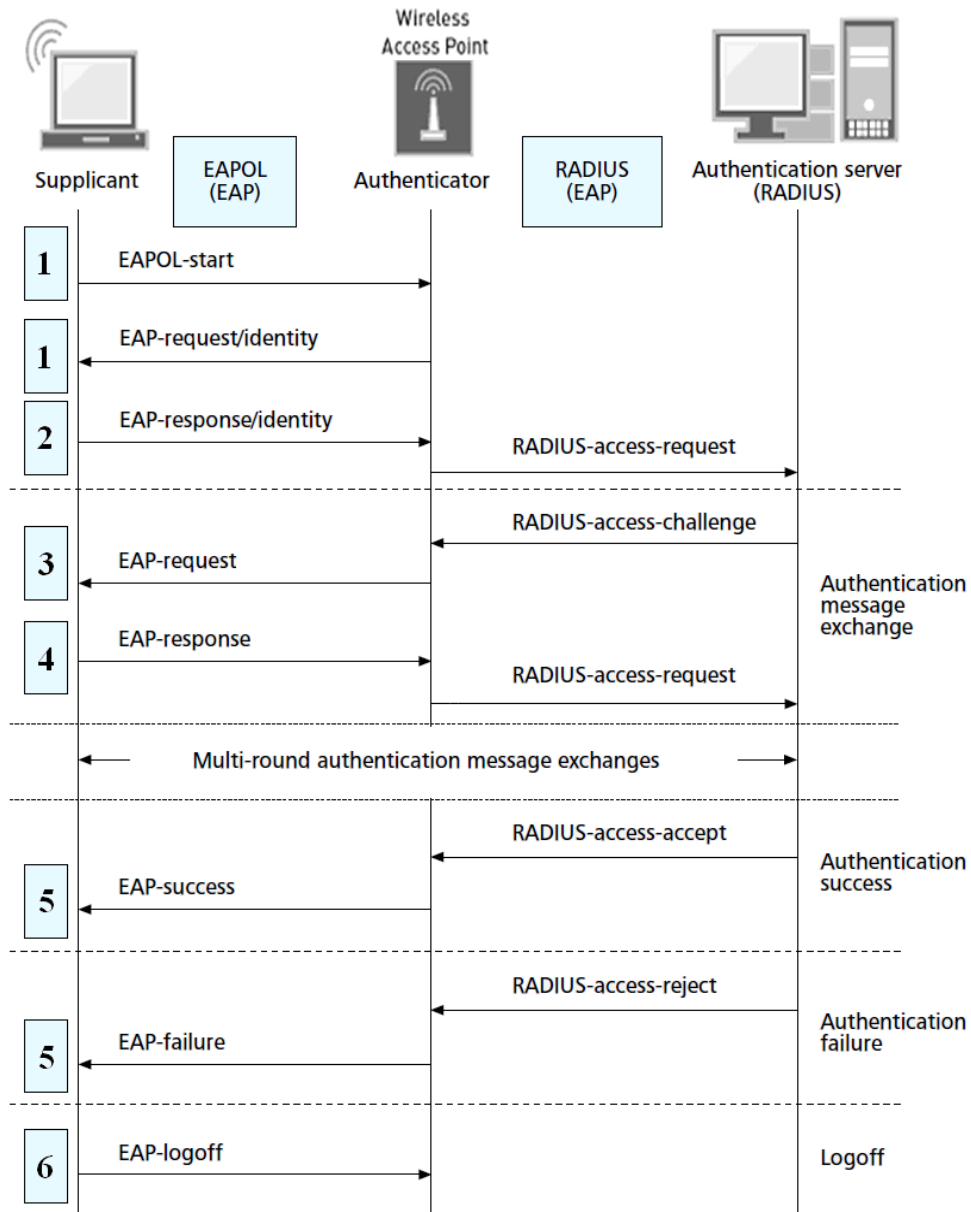 Wireless
Access Point
Supplicant
EAPOL
(EAP)
Authenticator
RADIUS
(EAP)
Authentication server
(RADIUS)
1
EAPOL-start
1
EAP-request/identity
2
EAP-response/identity
RADIUS-access-request
RADIUS-access-challenge
3
EAP-request
Authentication
message
exchange
4
EAP-response
RADIUS-access-request
Multi-round authentication message exchanges
RADIUS-access-accept
Authentication
success
5
EAP-success
RADIUS-access-reject
Authentication
failure
5
EAP-failure
6
EAP-logoff
Logoff